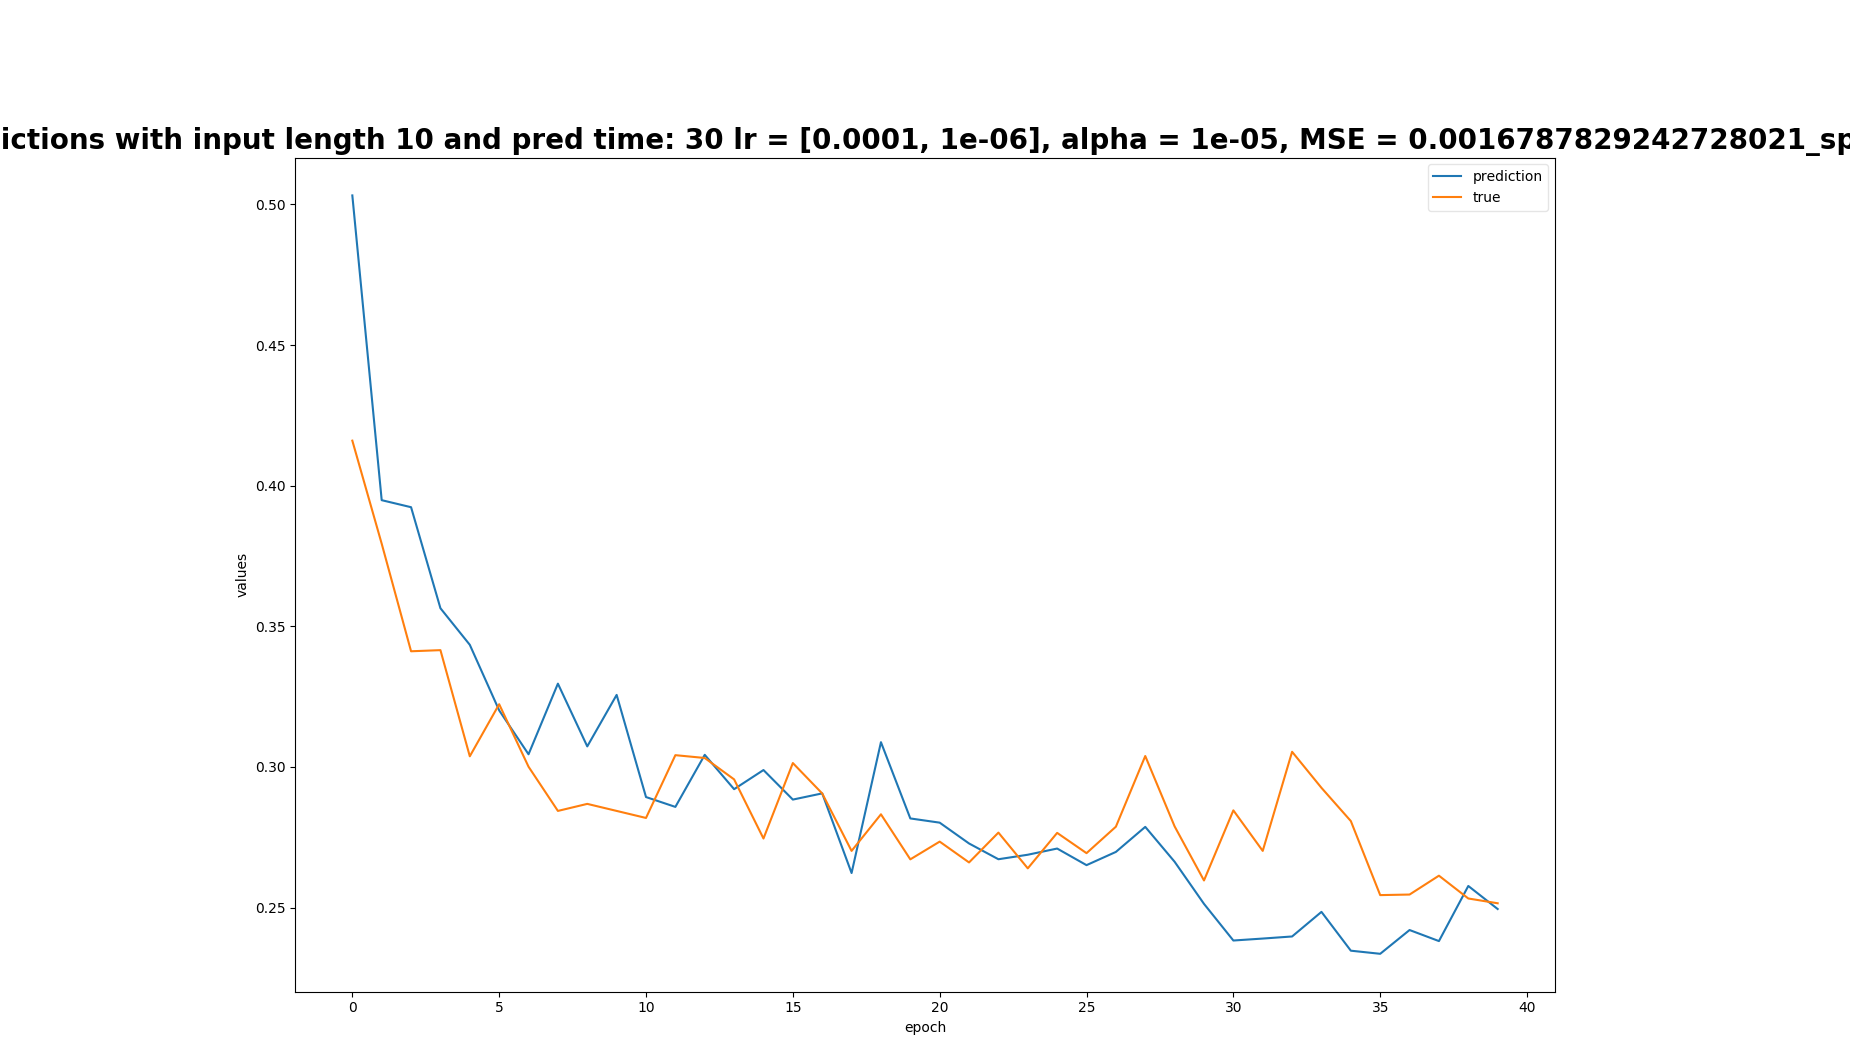 ictions with input length 10 and pred time: 30 lr = [0.0001, 1e-06], alpha = 1e-05, MSE = 0.0016787829242728021_sp
prediction
true
0.50
0.45
0.40
0.35
0.30
0.25
values
0 5 10 15 20 25 30 35 40
epoch